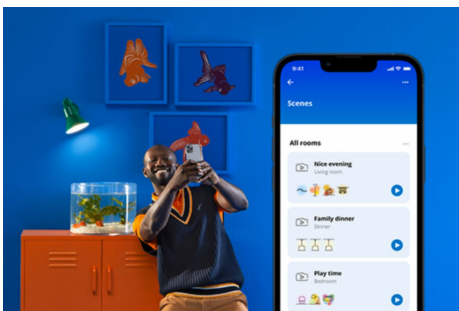 9:41
Scenes
All rooms
Nice evening
Living room
Family dinner
Dinner
Play time
Bedroom